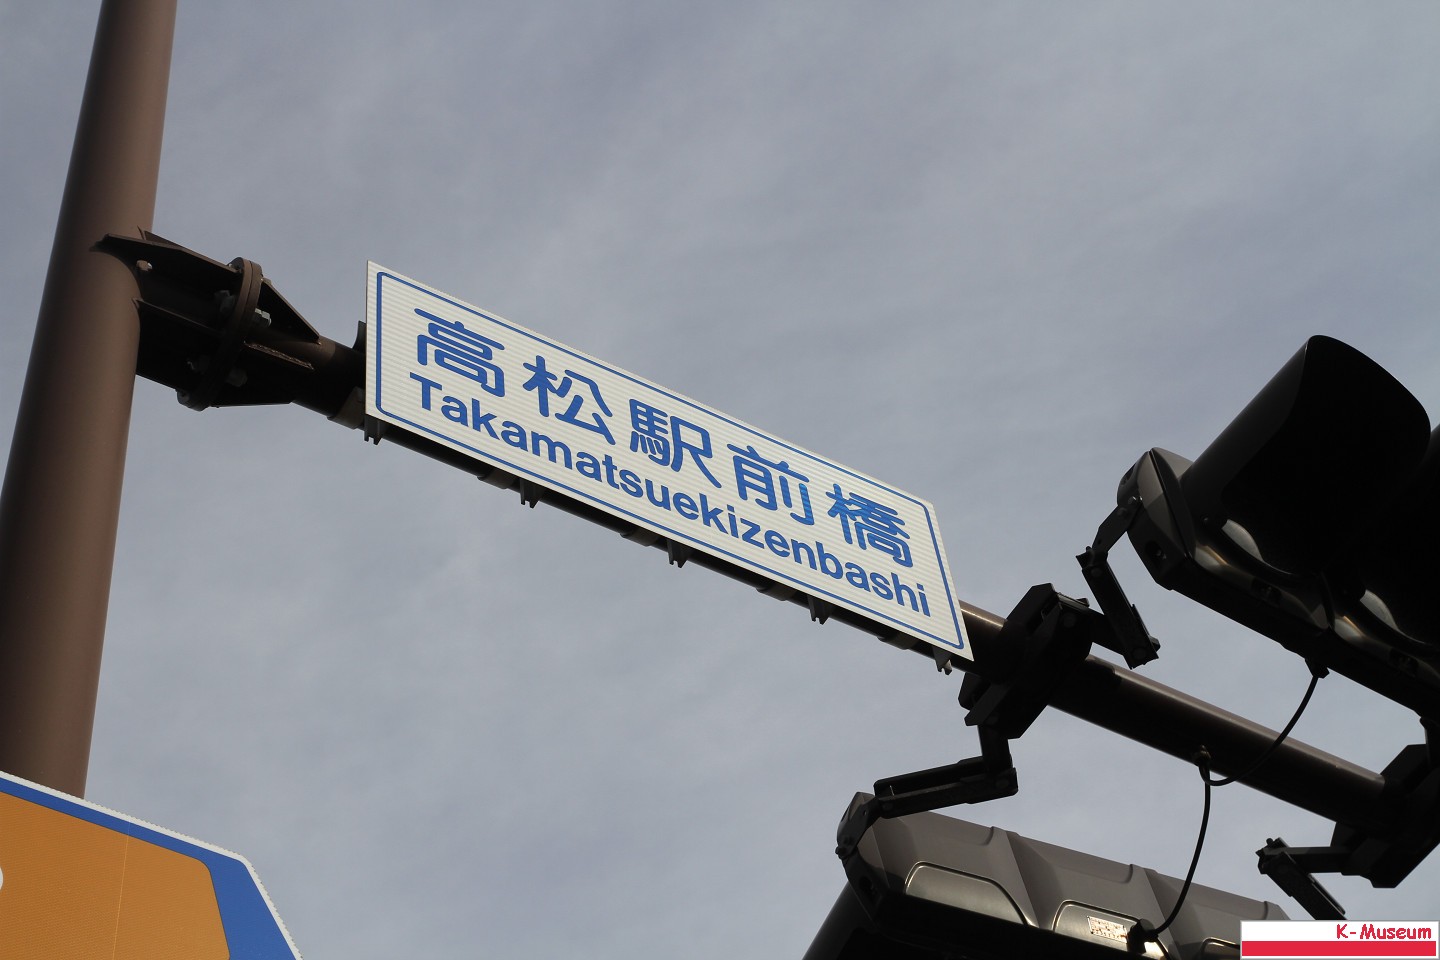 高松駅前橋
Takamatsuekizenbashi
K-Museum